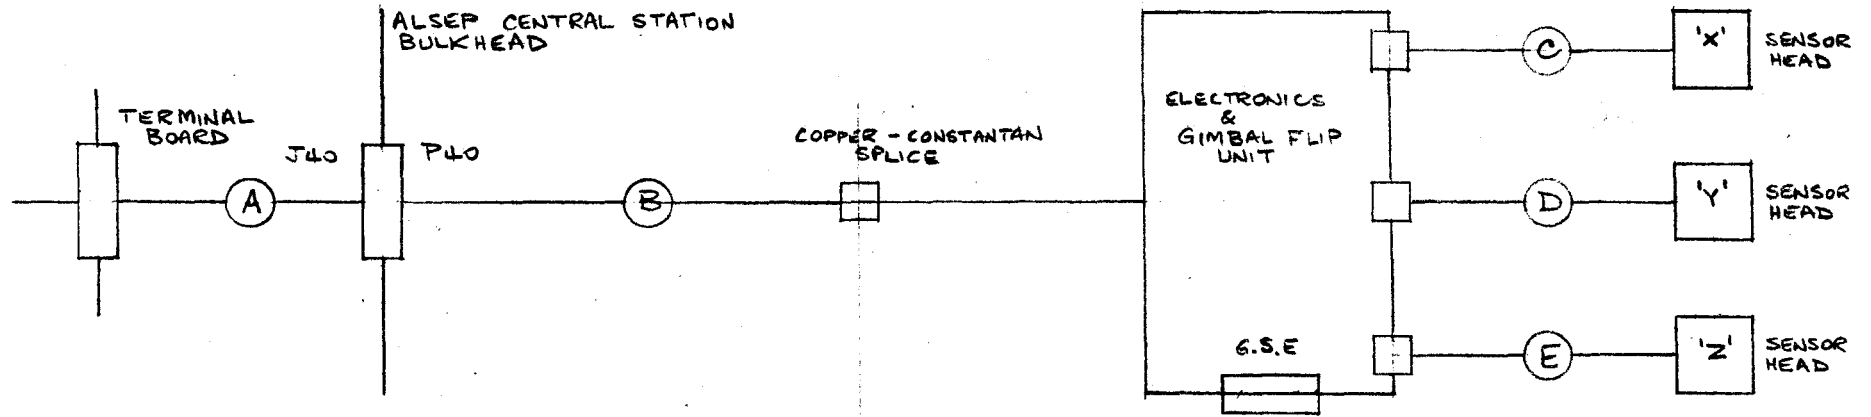 ALSEP CENTRAL STATION
BULKHEAD
TERMINAL
BOARD
J40
P40
A
B
COPPER - CONSTANTAN
SPLICE
ELECTRONICS
&
GIMBAL FLIP
UNIT
G.S.E
C
'X'
SENSOR
HEAD
D
'Y'
SENSOR
HEAD
E
'Z'
SENSOR
HEAD